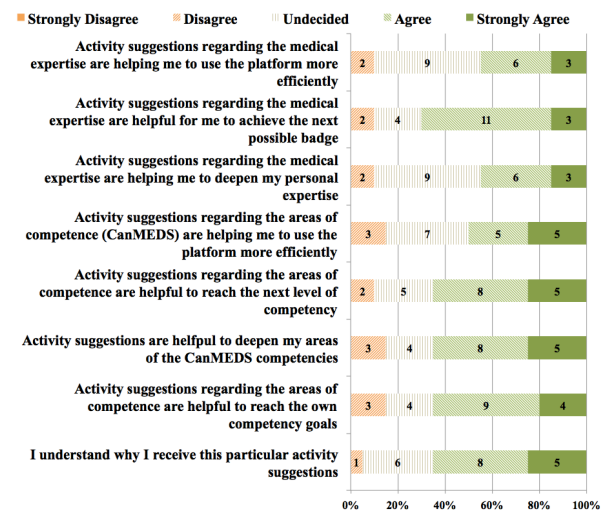 Strongly Disagree Disagree Undecided Agree Strongly Agree
Activity suggestions regarding the medical
expertise are helping me to use the platform more
efficiently
2 9 6 3
Activity suggestions regarding the medical
expertise are helpful for me to achieve the next
possible badge
2 4 11 3
Activity suggestions regarding the medical
expertise are helping me to deepen my personal
expertise
2 9 6 3
Activity suggestions regarding the areas of
competence (CanMEDS) are helping me to use the
platform more efficiently
3 7 5 5
Activity suggestions regarding the areas of
competence are helpful to reach the next level of
competency
2 5 8 5
Activity suggestions are helfpul to deepen my areas
of the CanMEDS competencies
3 4 8 5
Activity suggestions regarding the areas of
competence are helpful to reach the own
competency goals
3 4 9 4
I understand why I receive this particular activity
suggestions
1 6 8 5
0% 20% 40% 60% 80% 100%